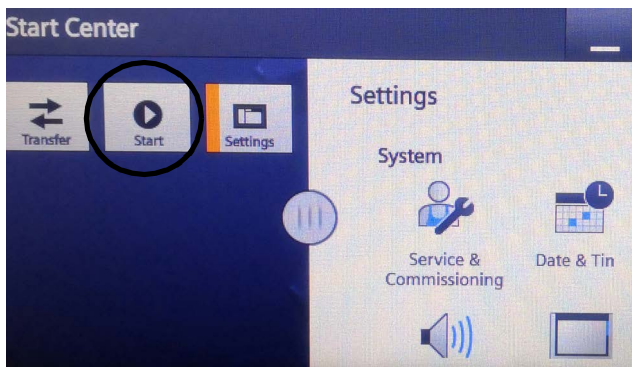 Start Center
Transfer
Start
Settings
Settings
System
Service &
Commissioning
Date & Tin